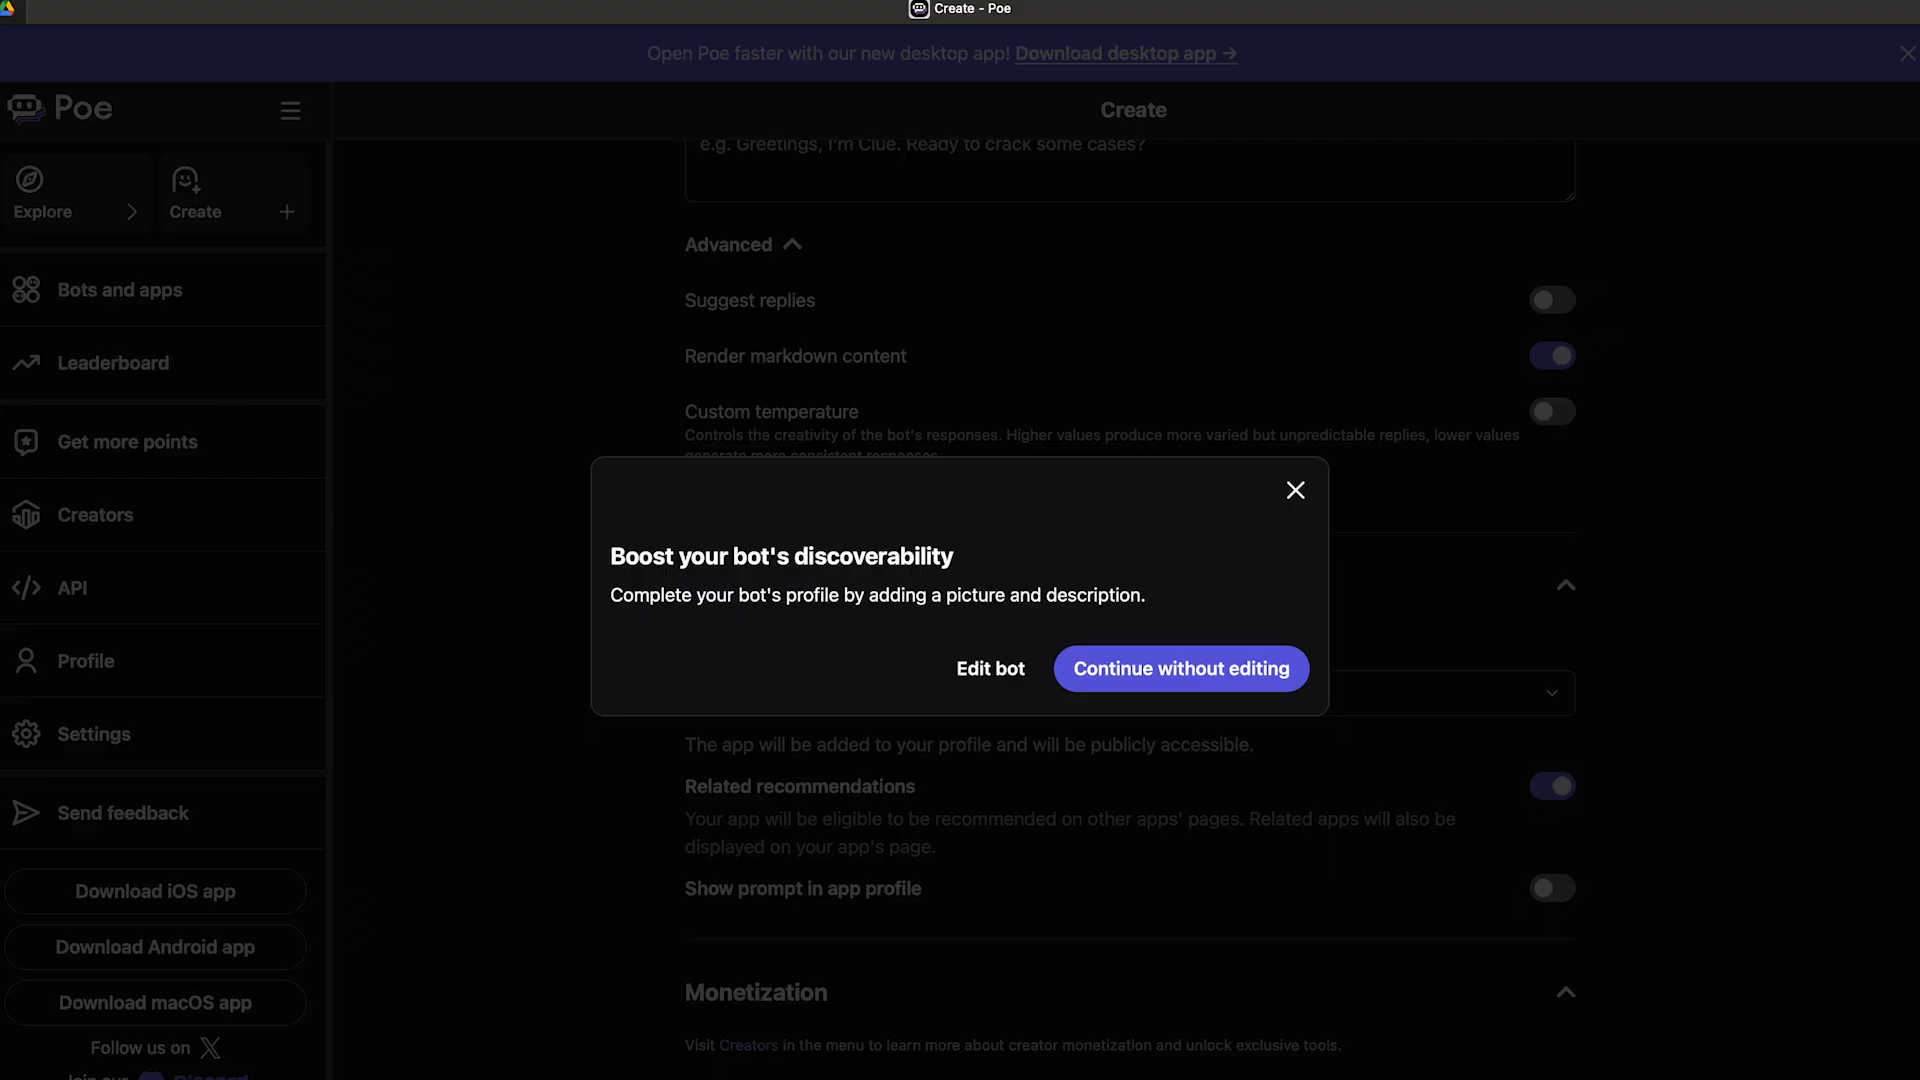 Create - Poe
Open Poe faster with our new desktop app! Download desktop app →
Poe
Create
e.g. Greetings, I'm Clue. Ready to crack some cases?
Explore
Create
Advanced
Suggest replies
Bots and apps
Render markdown content
Leaderboard
Custom temperature
Controls the creativity of the bot's responses. Higher values produce more varied but unpredictable replies, lower values
generate more consistent responses.
Get more points
Creators
API
Profile
Settings
Send feedback
Boost your bot's discoverability
Complete your bot's profile by adding a picture and description.
Edit bot
Continue without editing
The app will be added to your profile and will be publicly accessible.
Related recommendations
Your app will be eligible to be recommended on other apps' pages. Related apps will also be
displayed on your app's page.
Show prompt in app profile
Download iOS app
Download Android app
Download macOS app
Follow us on X
Join our Discord
Monetization
Visit Creators in the menu to learn more about creator monetization and unlock exclusive tools.